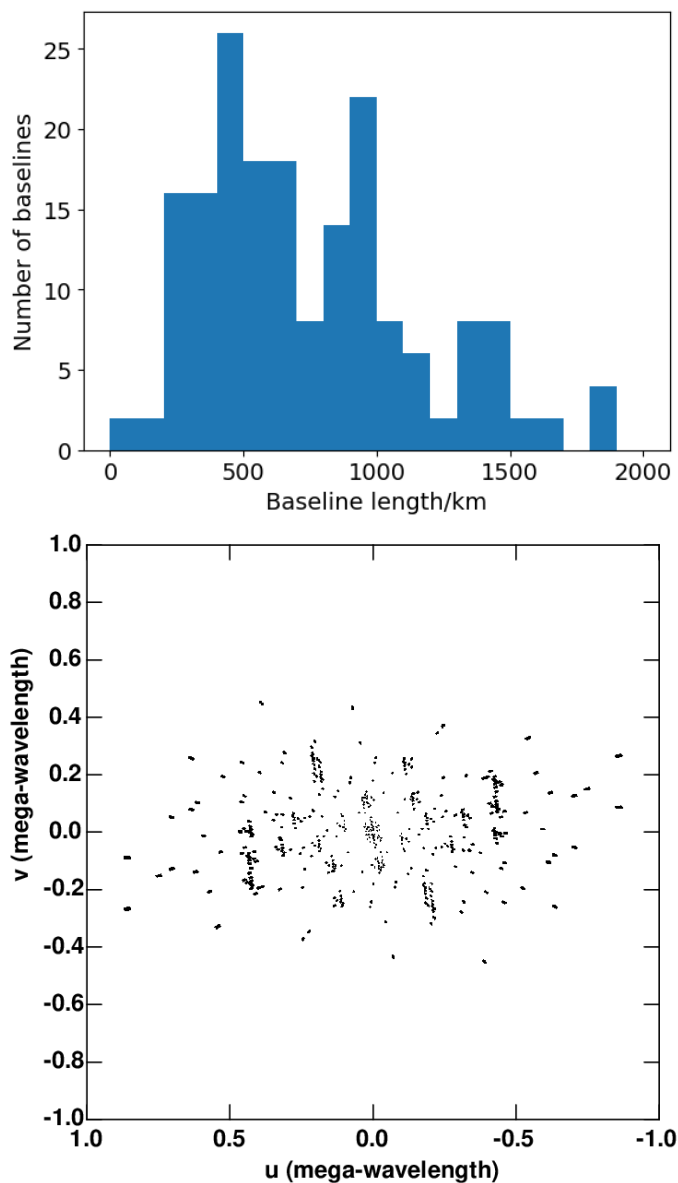 25
20
15
10
5
0
Number of baselines
0 500 1000 1500 2000
Baseline length/km
1.0
0.8
0.6
0.4
0.2
0.0
-0.2
-0.4
-0.6
-0.8
-1.0
v (mega-wavelength)
1.0 0.5 0.0 -0.5 -1.0
u (mega-wavelength)